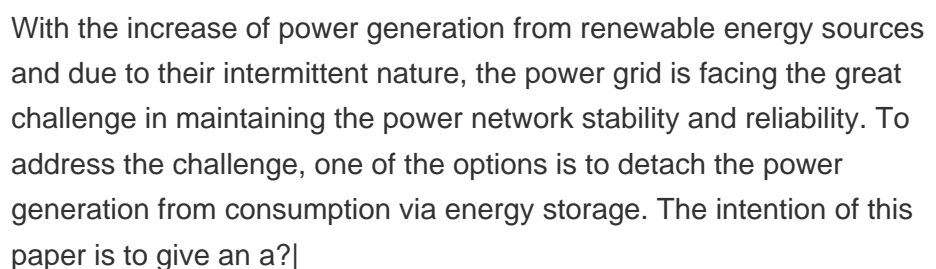 With the increase of power generation from renewable energy sources
and due to their intermittent nature, the power grid is facing the great
challenge in maintaining the power network stability and reliability. To
address the challenge, one of the options is to detach the power
generation from consumption via energy storage. The intention of this
paper is to give an a?|